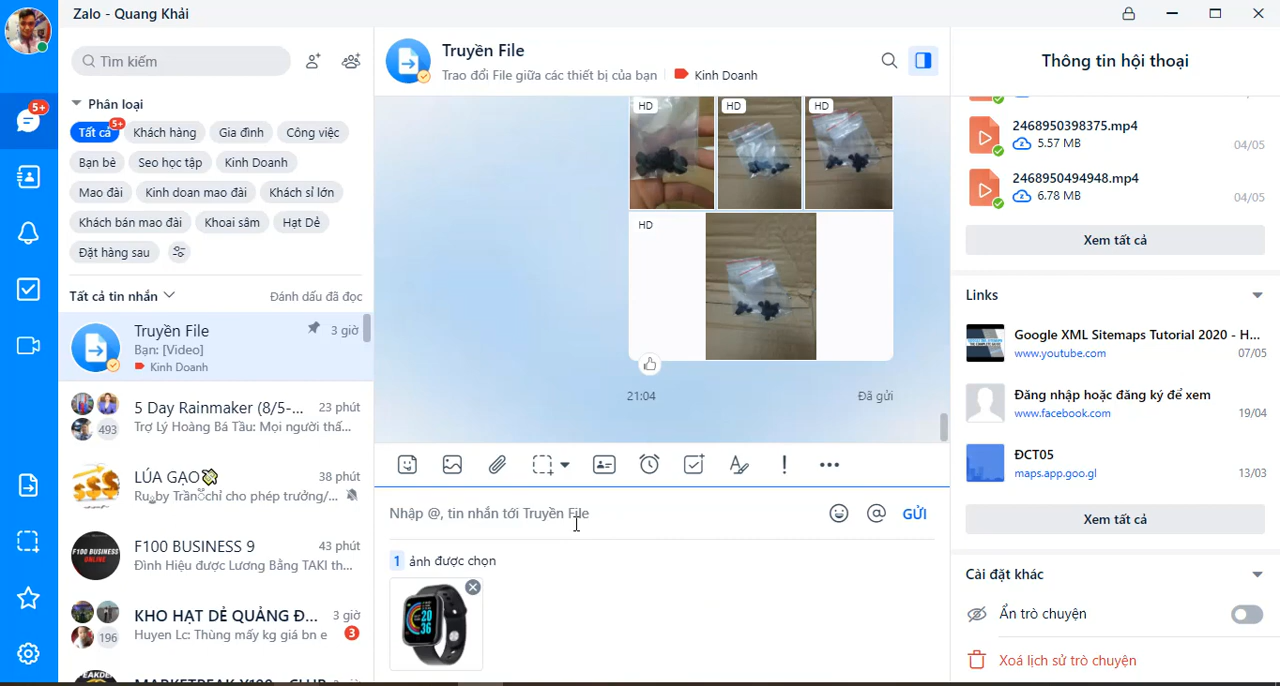 Zalo - Quang Khải
Tìm kiếm
5+
Phân loại
Tất cả
5+
Khách hàng
Gia đình
Công việc
Bạn bè
Seo học tập
Kinh Doanh
Mao đài
Kinh doan mao đài
Khách sỉ lớn
Khách bán mao đài
Khoai sâm
Hạt Dẻ
Đặt hàng sau
Tất cả tin nhắn
Đánh dấu đã đọc
Truyền File
3 giờ
Bạn: [Video]
Kinh Doanh
5 Day Rainmaker (8/5-...
23 phút
493
Trợ Lý Hoàng Bá Tầu: Mọi người thấ...
LÚA GẠO
38 phút
chỉ cho phép trưởng/...
F100 BUSINESS 9
43 phút
F100 BUSINESS
ONLINE
Đình Hiệu được Lương Bằng TAKI th...
KHO HẠT DẺ QUẢNG Đ...
3 giờ
196
Huyen Lc: Thùng mấy kg giá bn e
3
Truyền File
Trao đổi File giữa các thiết bị của bạn
Kinh Doanh
HD
HD
HD
HD
21:04
Đã gửi
Nhập @, tin nhắn tới Truyền File
GỬI
1 ảnh được chọn
20
36
Thông tin hội thoại
2468950398375.mp4
5.57 MB
04/05
2468950494948.mp4
6.78 MB
04/05
Xem tất cả
Links
Google XML Sitemaps Tutorial 2020 - H...
www.youtube.com
07/05
Đăng nhập hoặc đăng ký để xem
www.facebook.com
19/04
ĐCT05
maps.app.goo.gl
13/03
Xem tất cả
Cài đặt khác
Ẩn trò chuyện
Xoá lịch sử trò chuyện